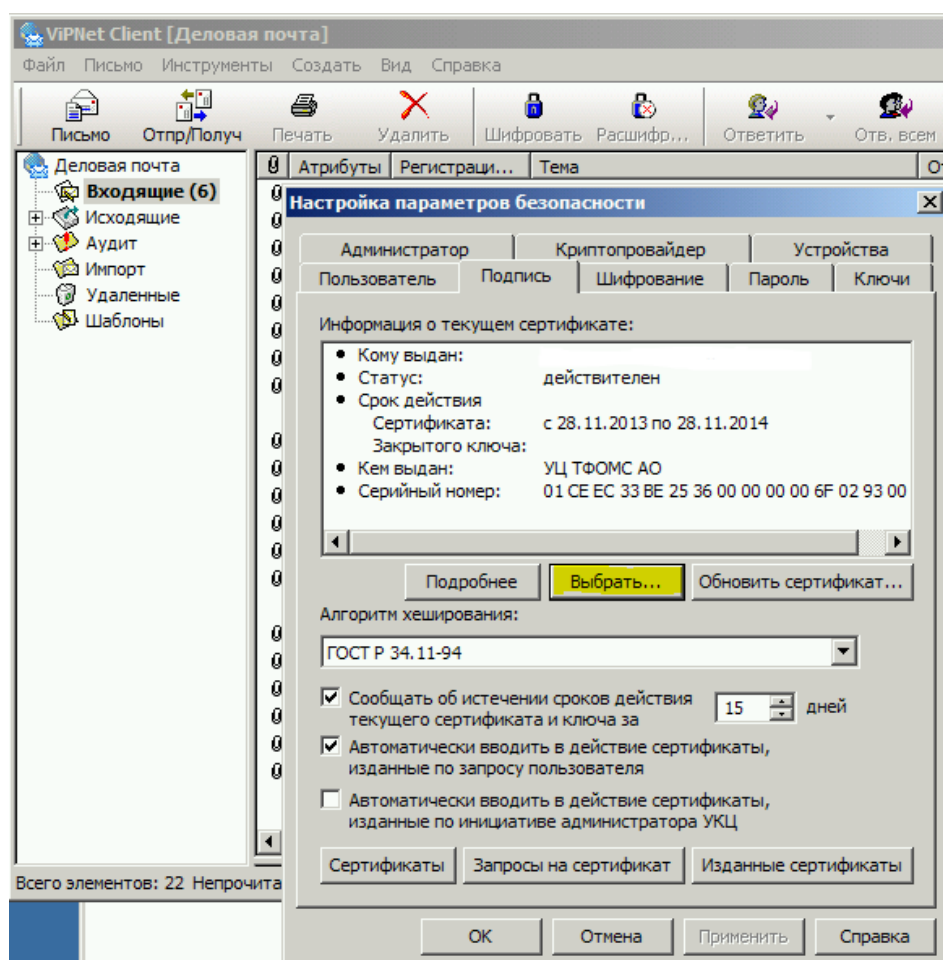 ViPNet Client [Деловая почта]
Файл Письмо Инструменты Создать Вид Справка
Письмо Отпр/Получ Печать Удалить Шифровать Расшифр... Ответить Отв. всем
Деловая почта
Входящие (6)
Исходящие
Аудит
Импорт
Удаленные
Шаблоны
Атрибуты Регистраци... Тема
Настройка параметров безопасности
Администратор Криптопровайдер Устройства
Пользователь Подпись Шифрование Пароль Ключи
Информация о текущем сертификате:
• Кому выдан:
• Статус: действителен
• Срок действия
Сертификата: с 28.11.2013 по 28.11.2014
Закрытого ключа:
• Кем выдан: УЦ ТФОМС АО
• Серийный номер: 01 CE EC 33 BE 25 36 00 00 00 00 6F 02 93 00
Подробнее Выбрать... Обновить сертификат...
Алгоритм хеширования:
ГОСТ Р 34.11-94
Сообщать об истечении сроков действия
текущего сертификата и ключа за 15 дней
Автоматически вводить в действие сертификаты,
изданные по запросу пользователя
Автоматически вводить в действие сертификаты,
изданные по инициативе администратора УКЦ
Сертификаты Запросы на сертификат Изданные сертификаты
Всего элементов: 22 Непрочита
OK Отмена Применить Справка